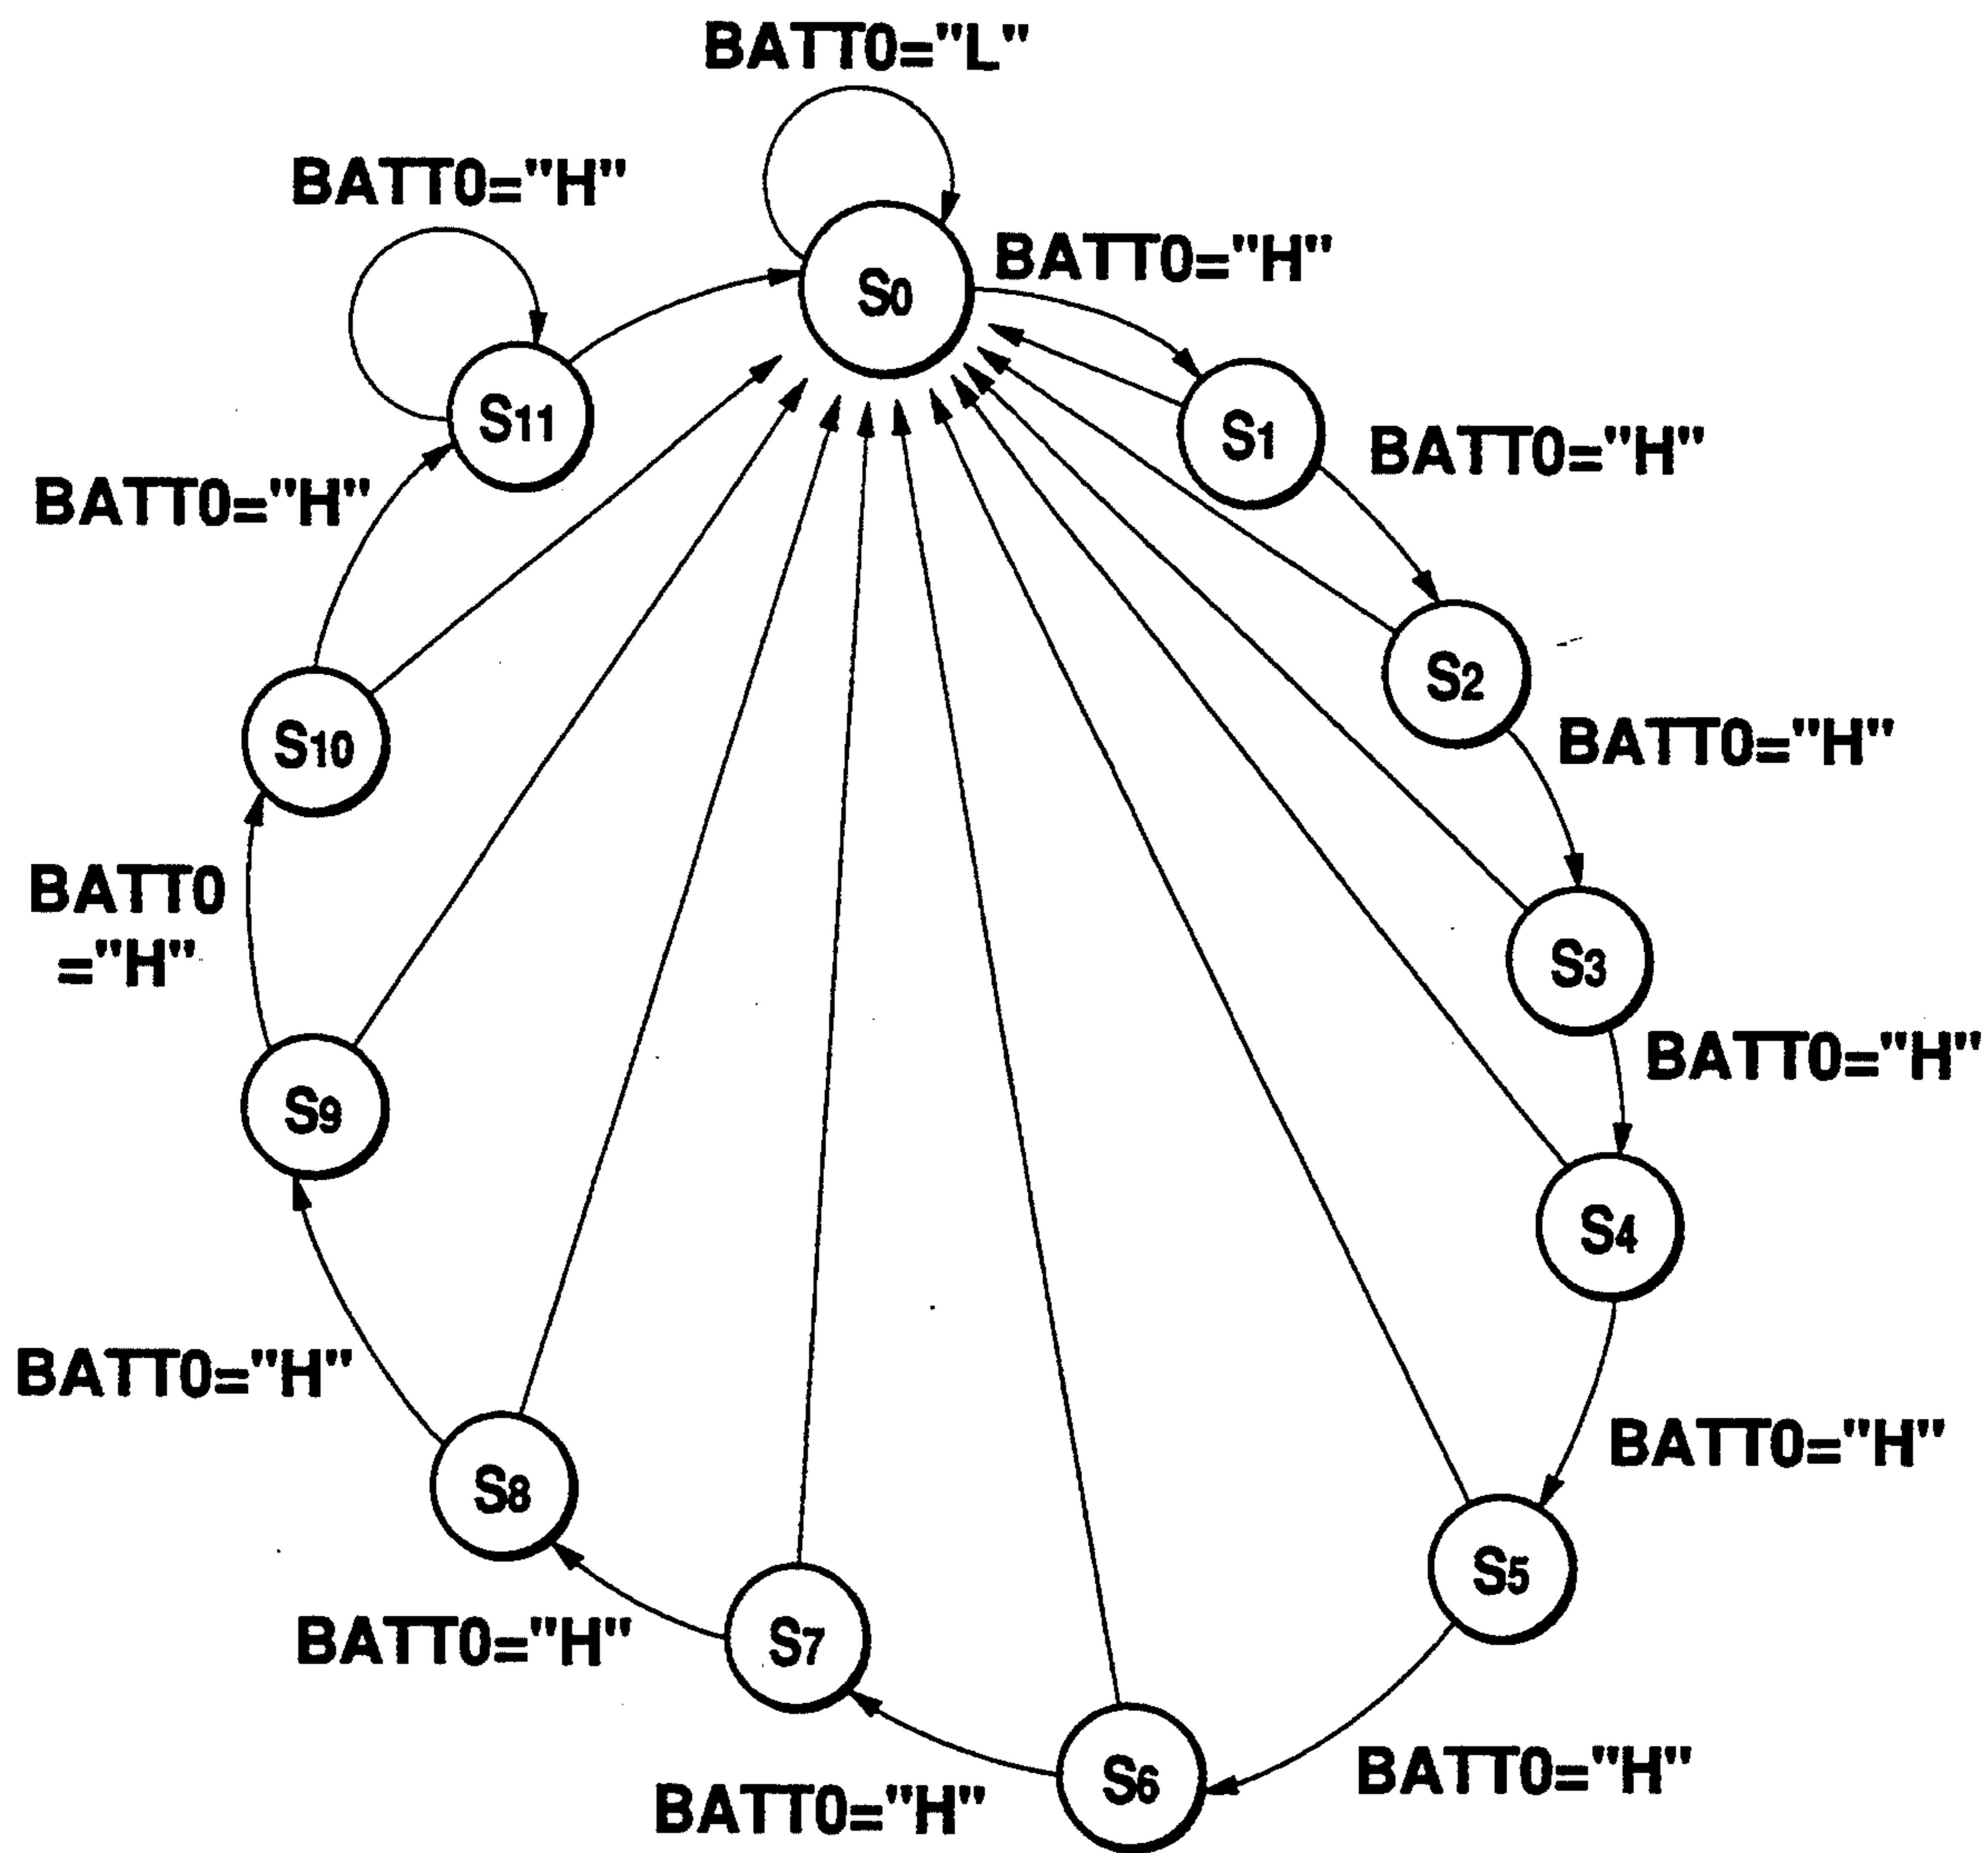 BATT0="L"
BATT0="H"
S0
BATT0="H"
S11
S1
BATT0="H"
BATT0="H"
S2
S10
BATT0="H"
BATT0
="H"
S3
BATT0="H"
S9
S4
BATT0="H"
BATT0="H"
S8
S5
BATT0="H"
S7
BATT0="H"
S6
BATT0="H"